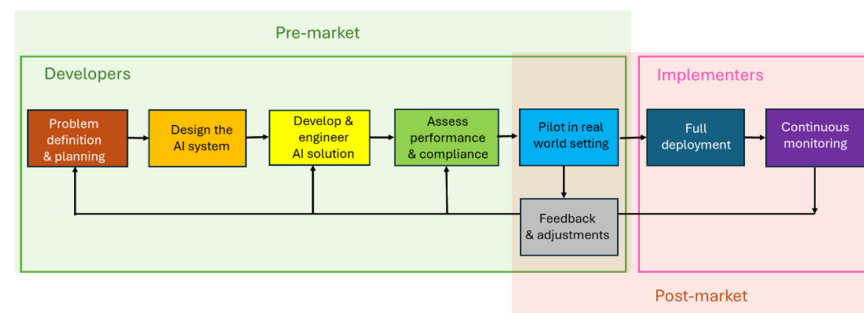 Pre-market
Developers
Implementers
Problem
definition
& planning
Design the
AI system
Develop &
engineer
AI solution
Assess
performance
& compliance
Pilot in real
world setting
Full
deployment
Continuous
monitoring
Feedback
& adjustments
Post-market